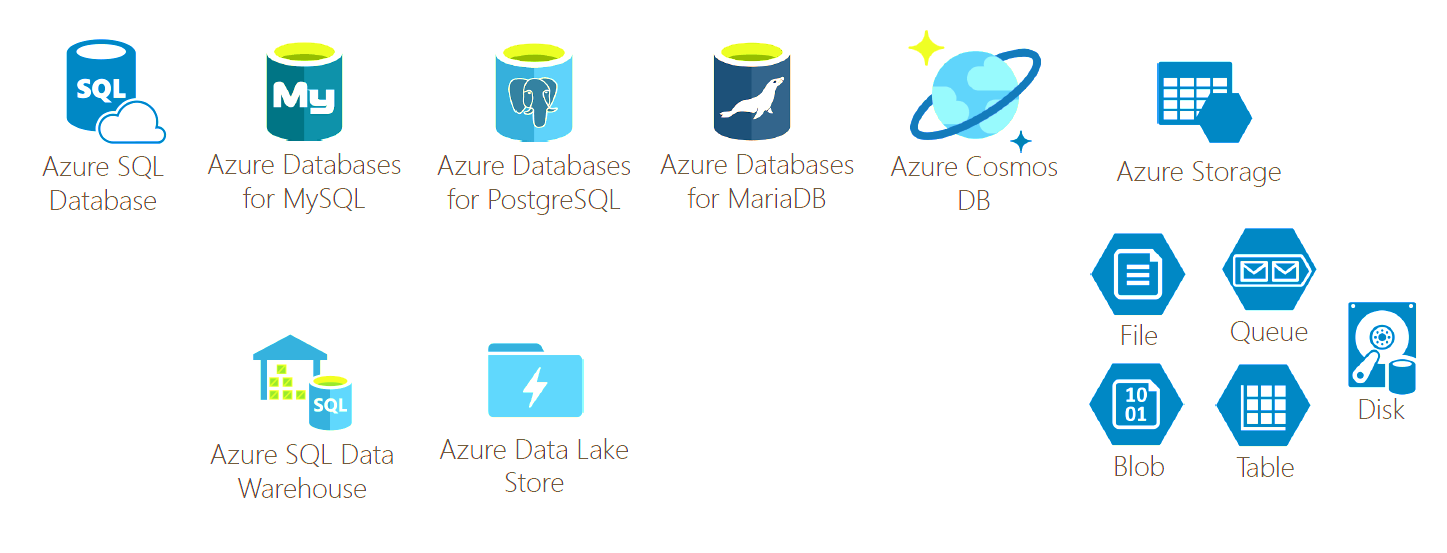 SQL
My
Azure SQL
Database
Azure Databases
for MySQL
Azure Databases
for PostgreSQL
Azure Databases
for MariaDB
Azure Cosmos
DB
Azure Storage
File
Queue
10
01
Blob
Table
Disk
SQL
Azure SQL Data
Warehouse
Azure Data Lake
Store